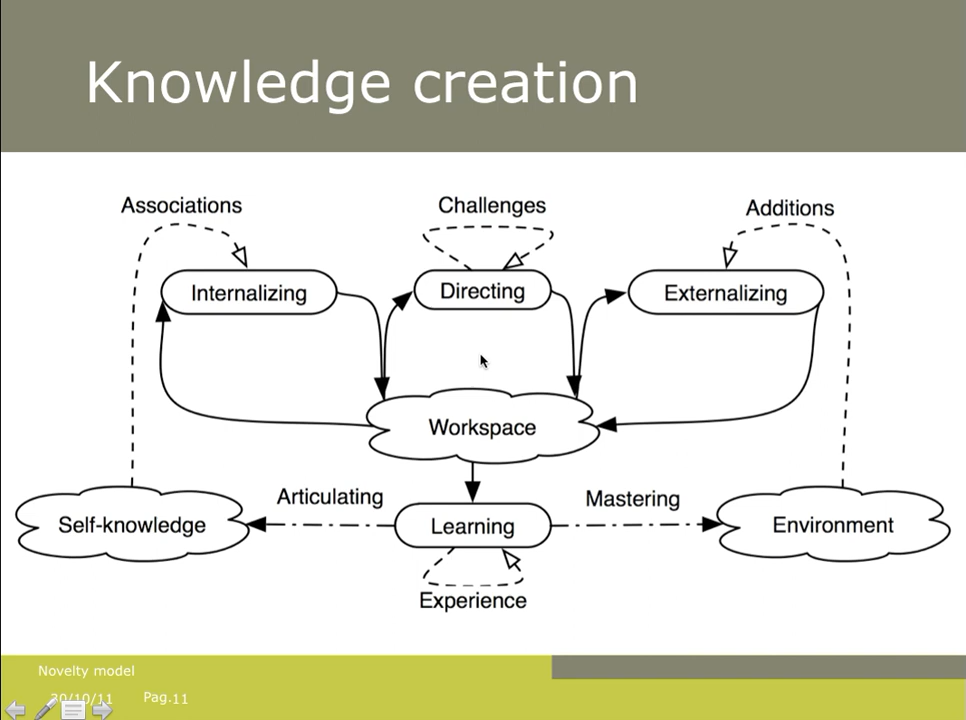 Knowledge creation
Associations
Challenges
Additions
Internalizing
Directing
Externalizing
Workspace
Articulating
Mastering
Self-knowledge
Learning
Environment
Experience
Novelty model
20/10/11
Pag.11